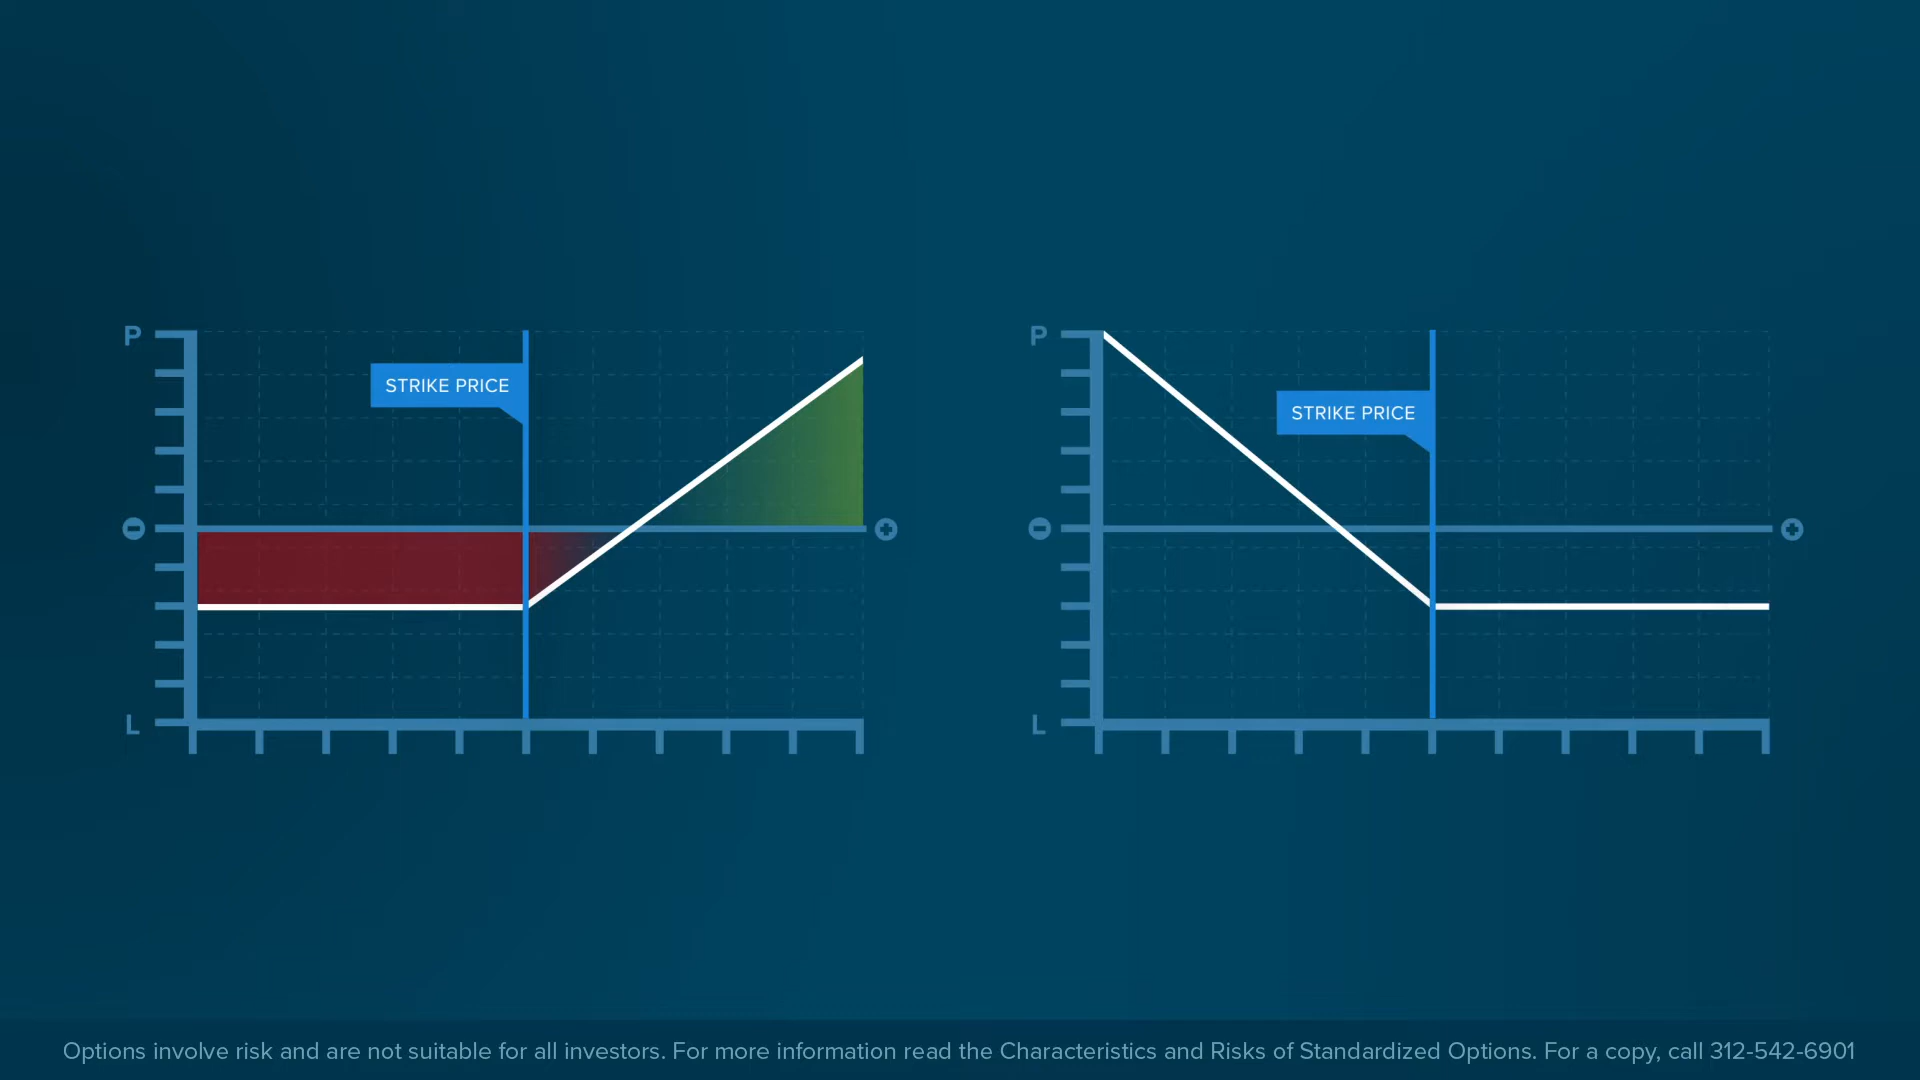 P
STRIKE PRICE
L
P
STRIKE PRICE
L
Options involve risk and are not suitable for all investors. For more information read the Characteristics and Risks of Standardized Options. For a copy, call 312-542-6901